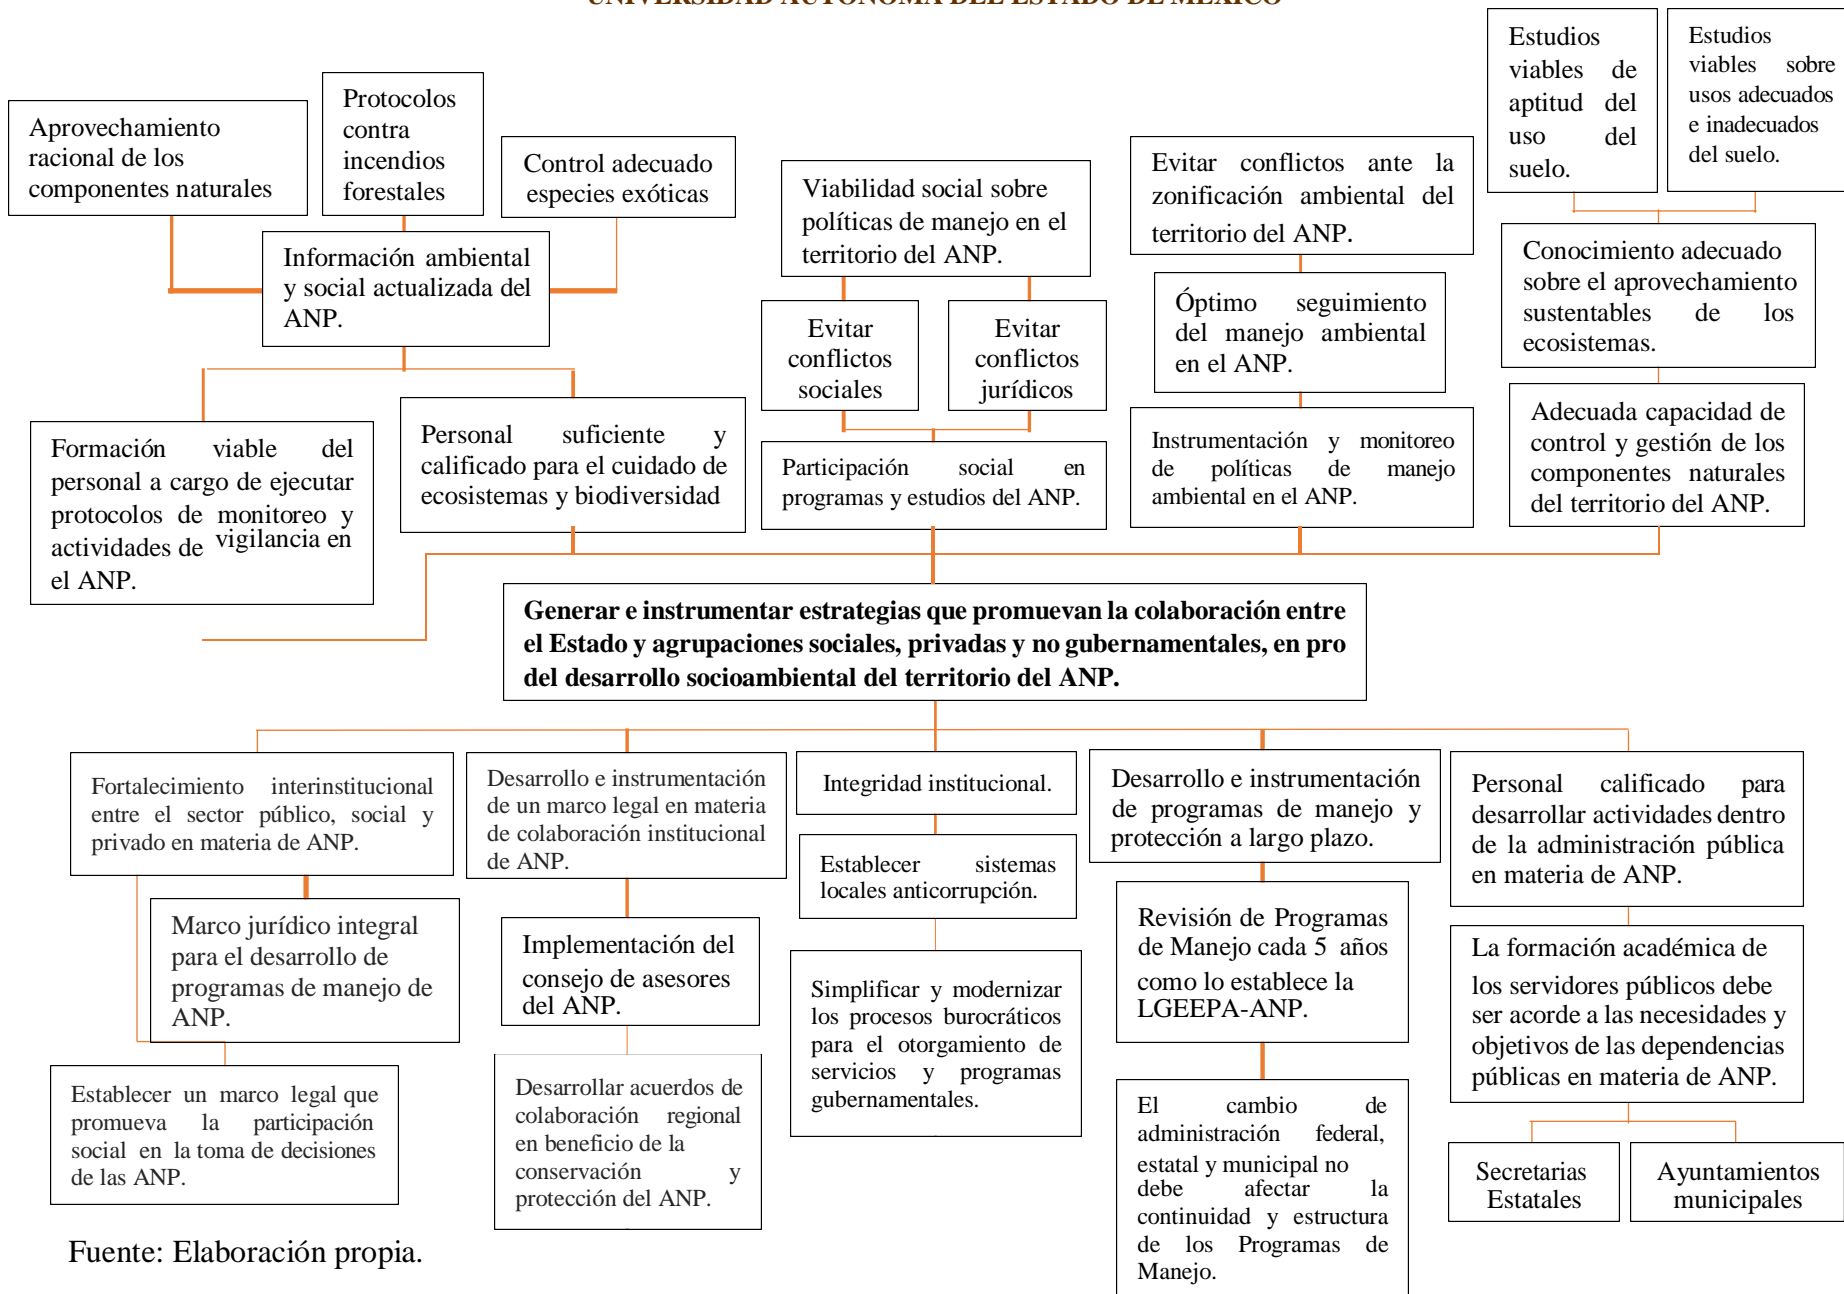 UNIVERSIDAD AUTÓNOMA DEL ESTADO DE MÉXICO
Aprovechamiento
racional de los
componentes naturales
Protocolos
contra
incendios
forestales
Control adecuado
especies exóticas
Información ambiental
y social actualizada del
ANP.
Formación viable del
personal a cargo de ejecutar
protocolos de monitoreo y
actividades de vigilancia en
el ANP.
Personal suficiente y
calificado para el cuidado de
ecosistemas y biodiversidad
Viabilidad social sobre
políticas de manejo en el
territorio del ANP.
Evitar
conflictos
sociales
Evitar
conflictos
jurídicos
Participación social en
programas y estudios del ANP.
Evitar conflictos ante la
zonificación ambiental del
territorio del ANP.
Óptimo seguimiento
del manejo ambiental
en el ANP.
Instrumentación y monitoreo
de políticas de manejo
ambiental en el ANP.
Estudios
viables de
aptitud del
uso del
suelo.
Estudios
viables sobre
usos adecuados
e inadecuados
del suelo.
Conocimiento adecuado
sobre el aprovechamiento
sustentables de los
ecosistemas.
Adecuada capacidad de
control y gestión de los
componentes naturales
del territorio del ANP.
Generar e instrumentar estrategias que promuevan la colaboración entre
el Estado y agrupaciones sociales, privadas y no gubernamentales, en pro
del desarrollo socioambiental del territorio del ANP.
Fortalecimiento interinstitucional
entre el sector público, social y
privado en materia de ANP.
Marco jurídico integral
para el desarrollo de
programas de manejo de
ANP.
Establecer un marco legal que
promueva la participación
social en la toma de decisiones
de las ANP.
Desarrollo e instrumentación
de un marco legal en materia
de colaboración institucional
de ANP.
Implementación del
consejo de asesores
del ANP.
Desarrollar acuerdos de
colaboración regional
en beneficio de la
conservación y
protección del ANP.
Integridad institucional.
Establecer sistemas
locales anticorrupción.
Simplificar y modernizar
los procesos burocráticos
para el otorgamiento de
servicios y programas
gubernamentales.
Desarrollo e instrumentación
de programas de manejo y
protección a largo plazo.
Revisión de Programas
de Manejo cada 5 años
como lo establece la
LGEEPA-ANP.
El cambio de
administración federal,
estatal y municipal no
debe afectar la
continuidad y estructura
de los Programas de
Manejo.
Personal calificado para
desarrollar actividades dentro
de la administración pública
en materia de ANP.
La formación académica de
los servidores públicos debe
ser acorde a las necesidades y
objetivos de las dependencias
públicas en materia de ANP.
Secretarias
Estatales
Ayuntamientos
municipales
Fuente: Elaboración propia.